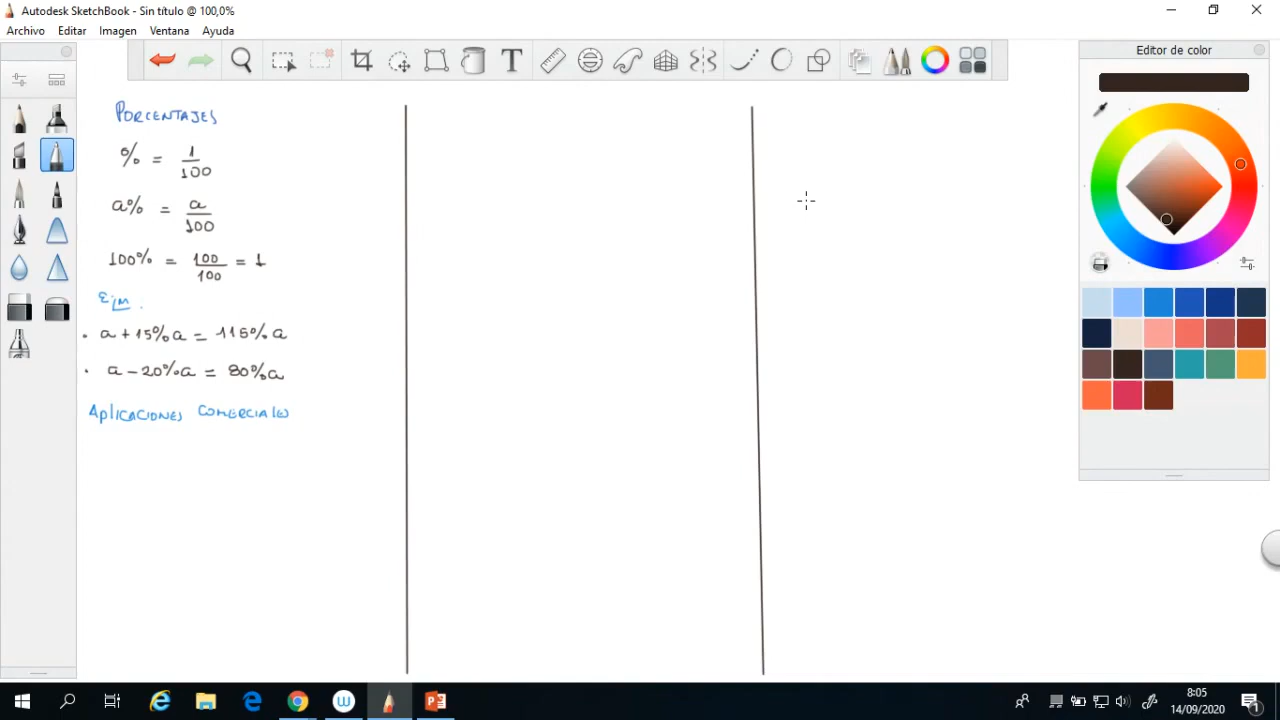 Autodesk SketchBook - Sin título @ 100,0%
Archivo Editar Imagen Ventana Ayuda
Editor de color
PORCENTAJES
% = 1/100
a% = a/100
100% = 100/100 = 1
Ejm.
• a + 15%a = 115%a
• a - 20%a = 80%a
APLICACIONES COMERCIALES
8:05
14/09/2020
1